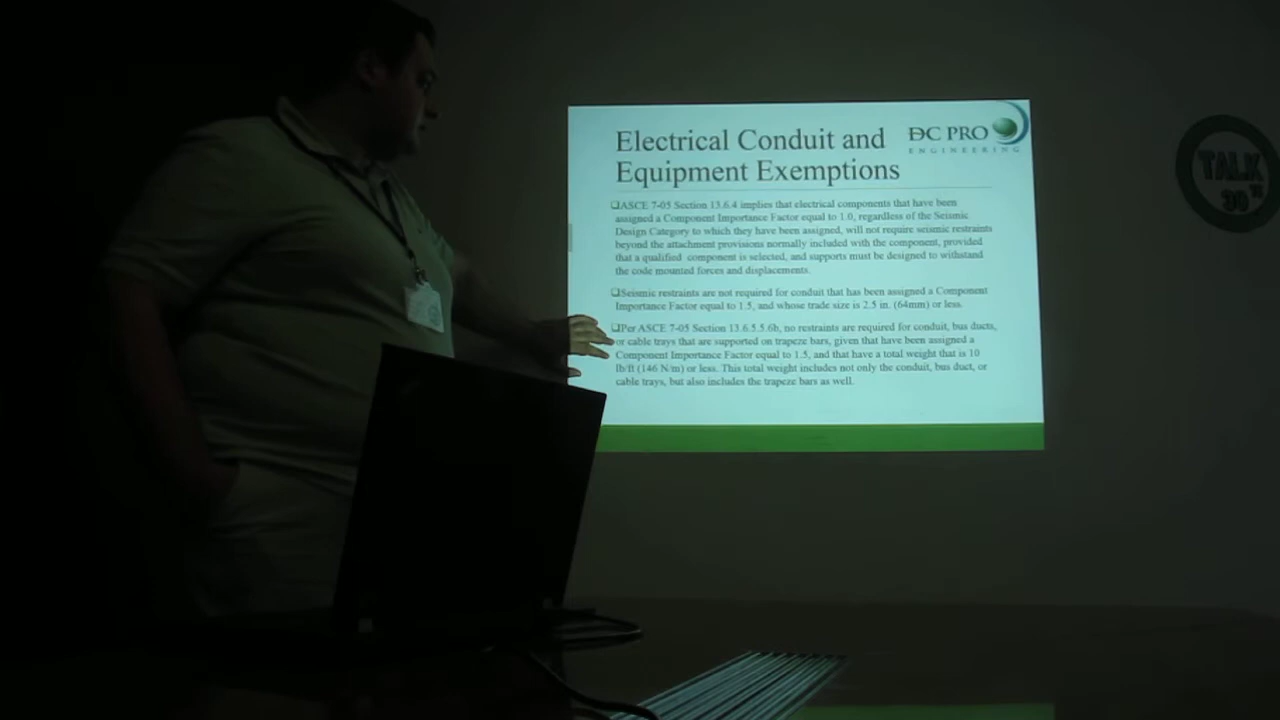 Electrical Conduit and
Equipment Exemptions
DC PRO
ENGINEERING
❑ASCE 7-05 Section 13.6.4 implies that electrical components that have been
assigned a Component Importance Factor equal to 1.0, regardless of the Seismic
Design Category to which they have been assigned, will not require seismic restraints
beyond the attachment provisions normally included with the component, provided
that a qualified component is selected, and supports must be designed to withstand
the code mounted forces and displacements.
❑Seismic restraints are not required for conduit that has been assigned a Component
Importance Factor equal to 1.5, and whose trade size is 2.5 in. (64mm) or less.
❑Per ASCE 7-05 Section 13.6.5.5.6b, no restraints are required for conduit, bus ducts,
or cable trays that are supported on trapeze bars, given that have been assigned a
Component Importance Factor equal to 1.5, and that have a total weight that is 10
lb/ft (146 N/m) or less. This total weight includes not only the conduit, bus duct, or
cable trays, but also includes the trapeze bars as well.
TALK
30